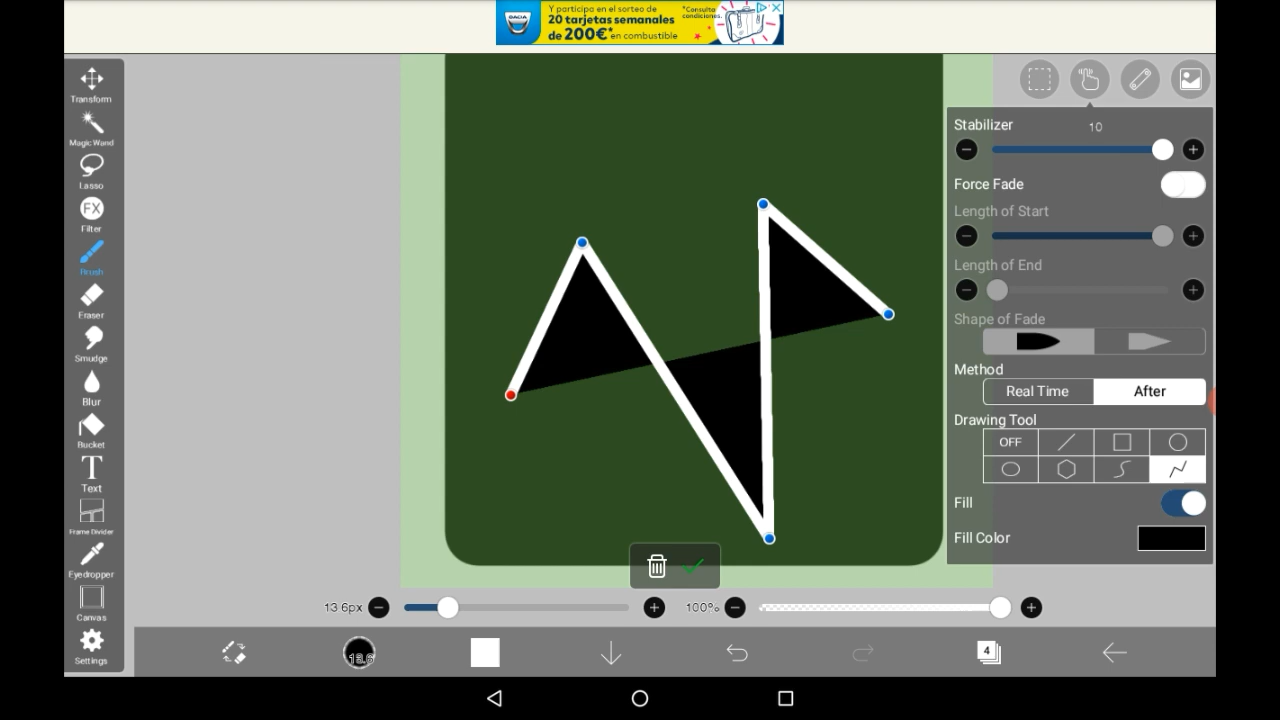 DACIA
Y participa en el sorteo de
20 tarjetas semanales
de 200€* en combustible
*Consulta
condiciones.
Transform
Magic Wand
Lasso
FX
Filter
Brush
Eraser
Smudge
Blur
Bucket
T
Text
Frame Divider
Eyedropper
Canvas
Settings
Stabilizer
10
Force Fade
Length of Start
Length of End
Shape of Fade
Method
Real Time
After
Drawing Tool
OFF
Fill
Fill Color
13.6px
100%
13.6
4